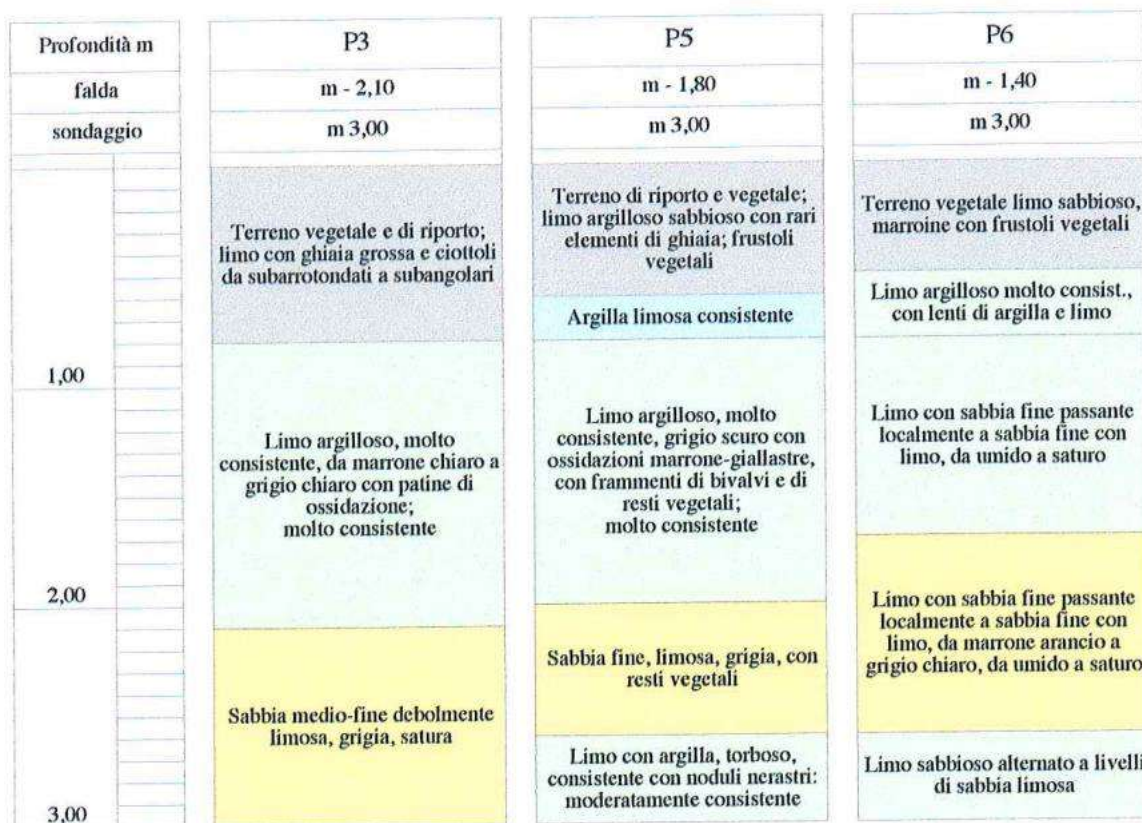 Profondità m
falda
sondaggio
1,00
2,00
3,00
P3
m - 2,10
m 3,00
Terreno vegetale e di riporto;
limo con ghiaia grossa e ciottoli
da subarrotondati a subangolari
Limo argilloso, molto
consistente, da marrone chiaro a
grigio chiaro con patine di
ossidazione;
molto consistente
Sabbia medio-fine debolmente
limosa, grigia, satura
P5
m - 1,80
m 3,00
Terreno di riporto e vegetale;
limo argilloso sabbioso con rari
elementi di ghiaia; frustoli
vegetali
Argilla limosa consistente
Limo argilloso, molto
consistente, grigio scuro con
ossidazioni marrone-giallastre,
con frammenti di bivalvi e di
resti vegetali;
molto consistente
Sabbia fine, limosa, grigia, con
resti vegetali
Limo con argilla, torboso,
consistente con noduli nerastri:
moderatamente consistente
P6
m - 1,40
m 3,00
Terreno vegetale limo sabbioso,
marroine con frustoli vegetali
Limo argilloso molto consist.,
con lenti di argilla e limo
Limo con sabbia fine passante
localmente a sabbia fine con
limo, da umido a saturo
Limo con sabbia fine passante
localmente a sabbia fine con
limo, da marrone arancio a
grigio chiaro, da umido a saturo
Limo sabbioso alternato a livelli
di sabbia limosa